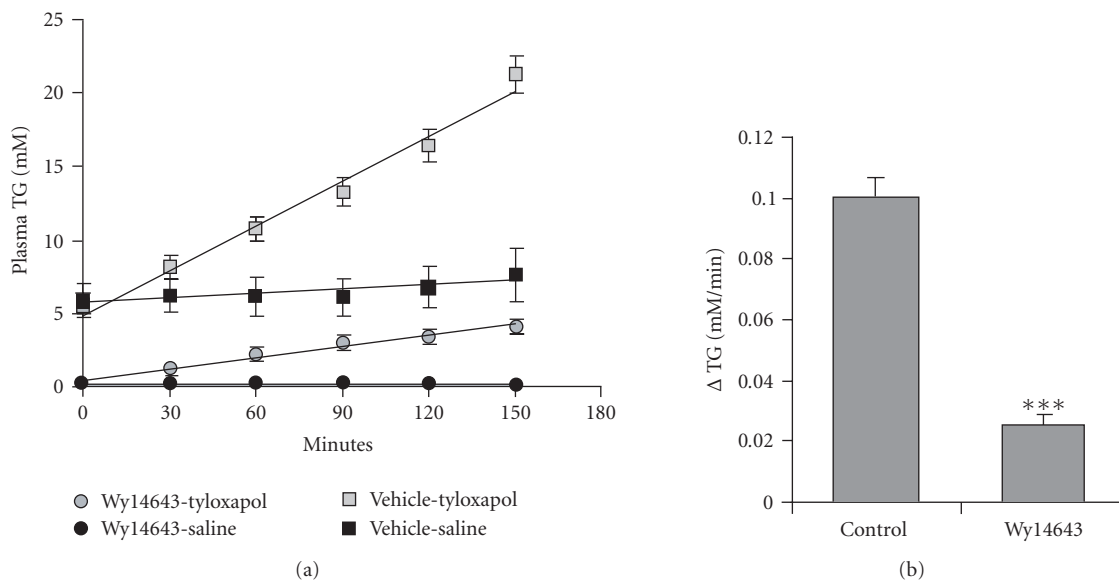 25
20
15
10
5
0
Plasma TG (mM)
0 30 60 90 120 150 180
Minutes
Wy14643-tyloxapol
Wy14643-saline
Vehicle-tyloxapol
Vehicle-saline
(a)
0.12
0.1
0.08
0.06
0.04
0.02
0
Δ TG (mM/min)
***
Control Wy14643
(b)